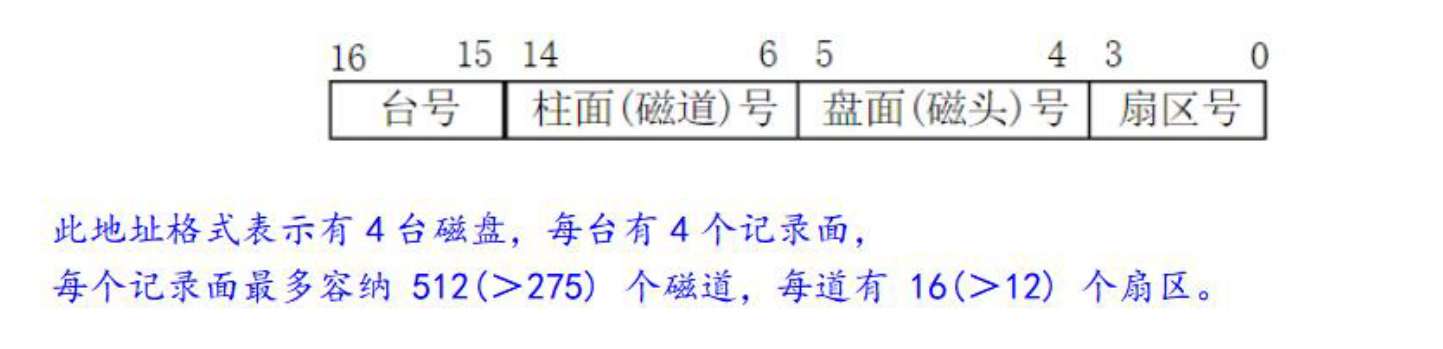 16 15 14 6 5 4 3 0
台号 柱面(磁道)号 盘面(磁头)号 扇区号
此地址格式表示有 4 台磁盘，每台有 4 个记录面，
每个记录面最多容纳 512(>275) 个磁道，每道有 16(>12) 个扇区。